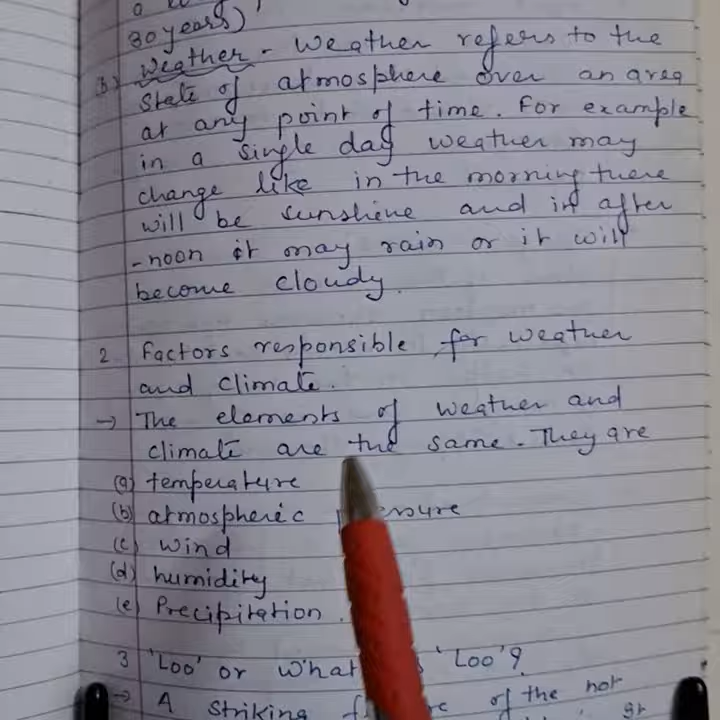 30 years)
3) Weather - Weather refers to the
State of atmosphere over an area
at any point of time. For example
in a single day weather may
change like in the morning there
will be sunshine and in after
-noon it may rain or it will
become cloudy.
2 Factors responsible for weather
and climate.
→ The elements of weather and
climate are the same. They are
(a) temperature
(b) atmospheric
(c) wind
(d) humidity
(e) Precipitation.
3 'Loo' or What 'Loo'?
→ A striking of the hot